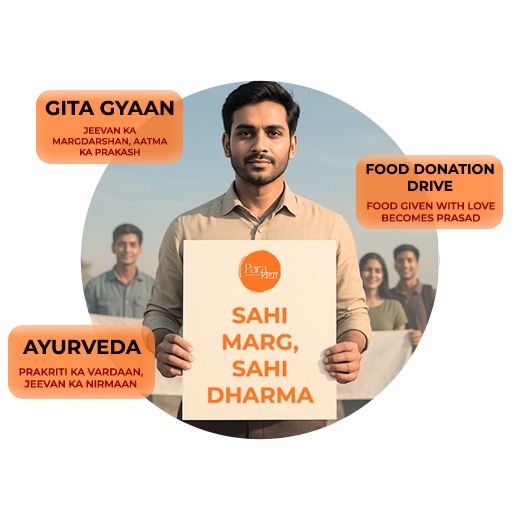 GITA GYAAN
JEEVAN KA
MARGDARSHAN, AATMA
KA PRAKASH
FOOD DONATION
DRIVE
FOOD GIVEN WITH LOVE
BECOMES PRASAD
Para
विद्या
SAHI
MARG,
SAHI
DHARMA
AYURVEDA
PRAKRITI KA VARDAAN,
JEEVAN KA NIRMAAN